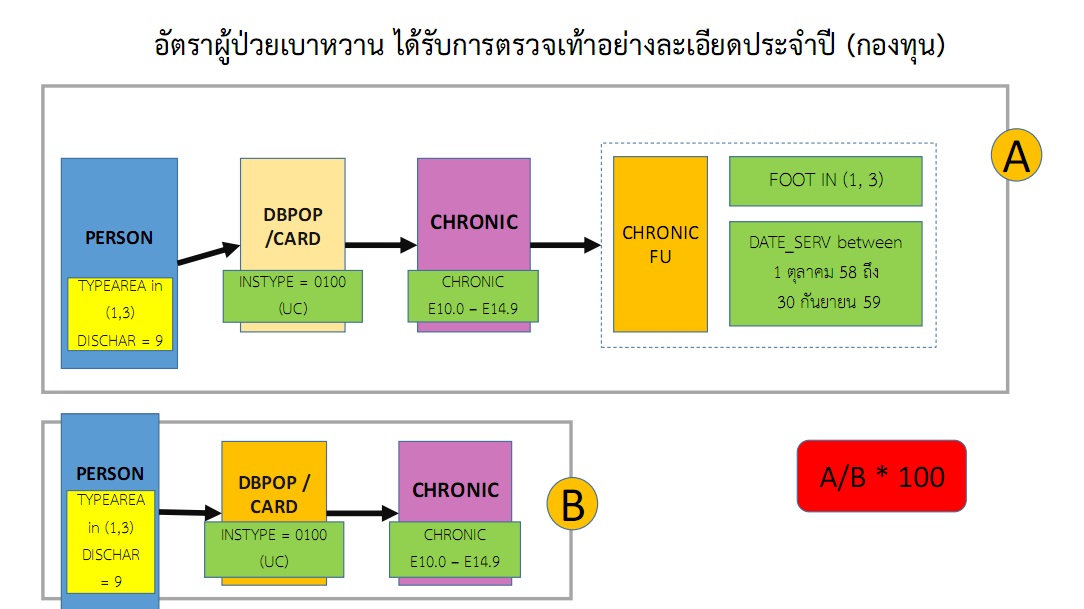 อัตราผู้ป่วยเบาหวาน ได้รับการตรวจเท้าอย่างละเอียดประจำปี (กองทุน)
A
PERSON
TYPEAREA in
(1,3)
DISCHAR = 9
DBPOP
/CARD
INSTYPE = 0100
(UC)
CHRONIC
CHRONIC
E10.0 – E14.9
CHRONIC
FU
FOOT IN (1, 3)
DATE_SERV between
1 ตุลาคม 58 ถึง
30 กันยายน 59
B
PERSON
TYPEAREA
in (1,3)
DISCHAR
= 9
DBPOP /
CARD
INSTYPE = 0100
(UC)
CHRONIC
CHRONIC
E10.0 – E14.9
A/B * 100